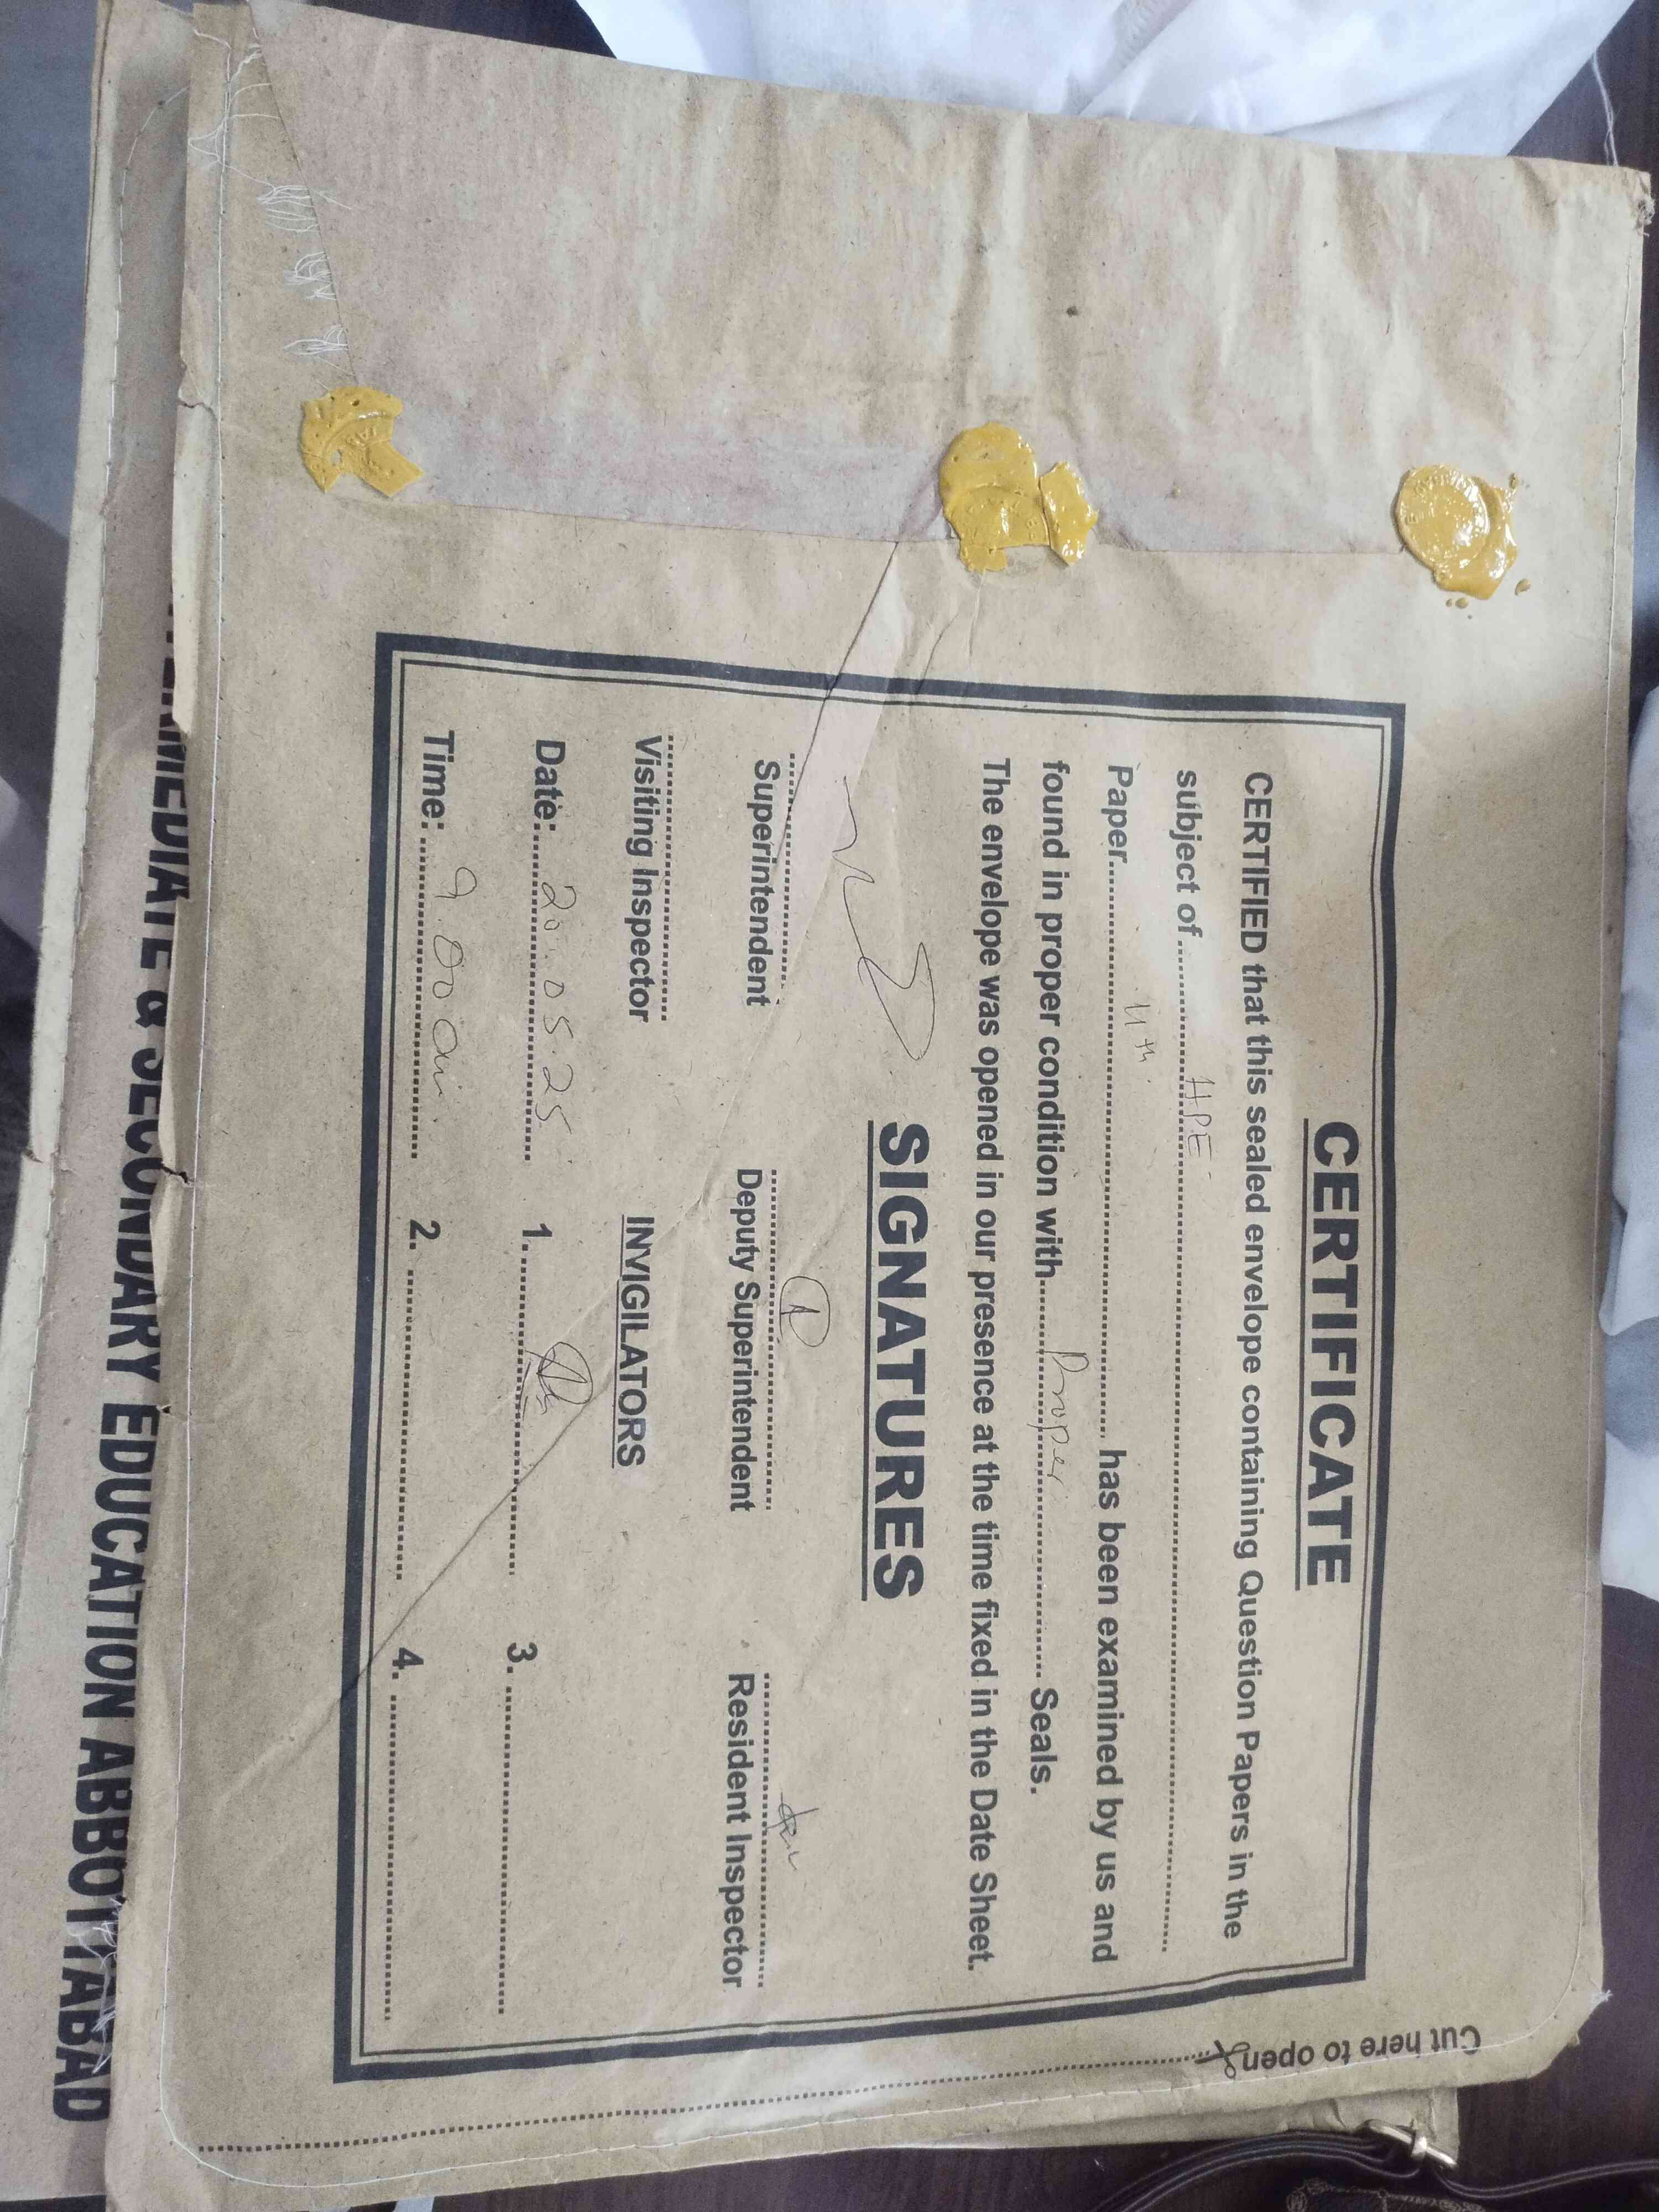 CERTIFICATE
CERTIFIED that this sealed envelope containing Question Papers in the
subject of HPE
Paper 11th has been examined by us and
found in proper condition with Proper Seals.
The envelope was opened in our presence at the time fixed in the Date Sheet.
SIGNATURES
Superintendent Deputy Superintendent Resident Inspector
Visiting Inspector INVIGILATORS
Date: 20.05.25 1. 3.
Time: 9.00 am 2. 4.
Cut here to open
& SECONDARY EDUCATION ABBOTTABAD